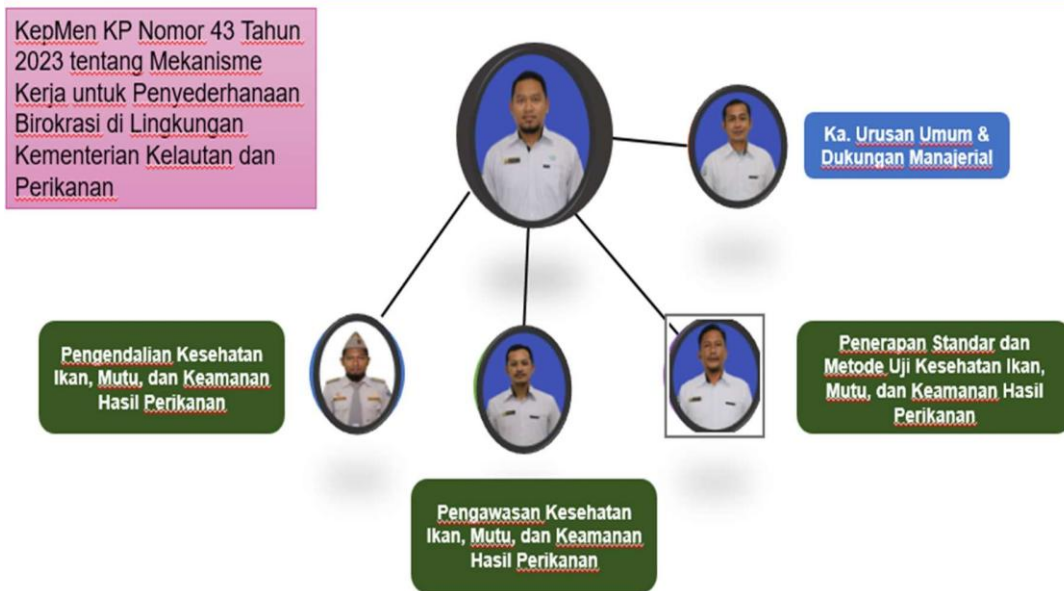 KepMen KP Nomor 43 Tahun
2023 tentang Mekanisme
Kerja untuk Penyederhanaan
Birokrasi di Lingkungan
Kementerian Kelautan dan
Perikanan
Ka. Urusan Umum &
Dukungan Manajerial
Pengendalian Kesehatan
Ikan, Mutu, dan Keamanan
Hasil Perikanan
Penerapan Standar dan
Metode Uji Kesehatan Ikan,
Mutu, dan Keamanan Hasil
Perikanan
Pengawasan Kesehatan
Ikan, Mutu, dan Keamanan
Hasil Perikanan